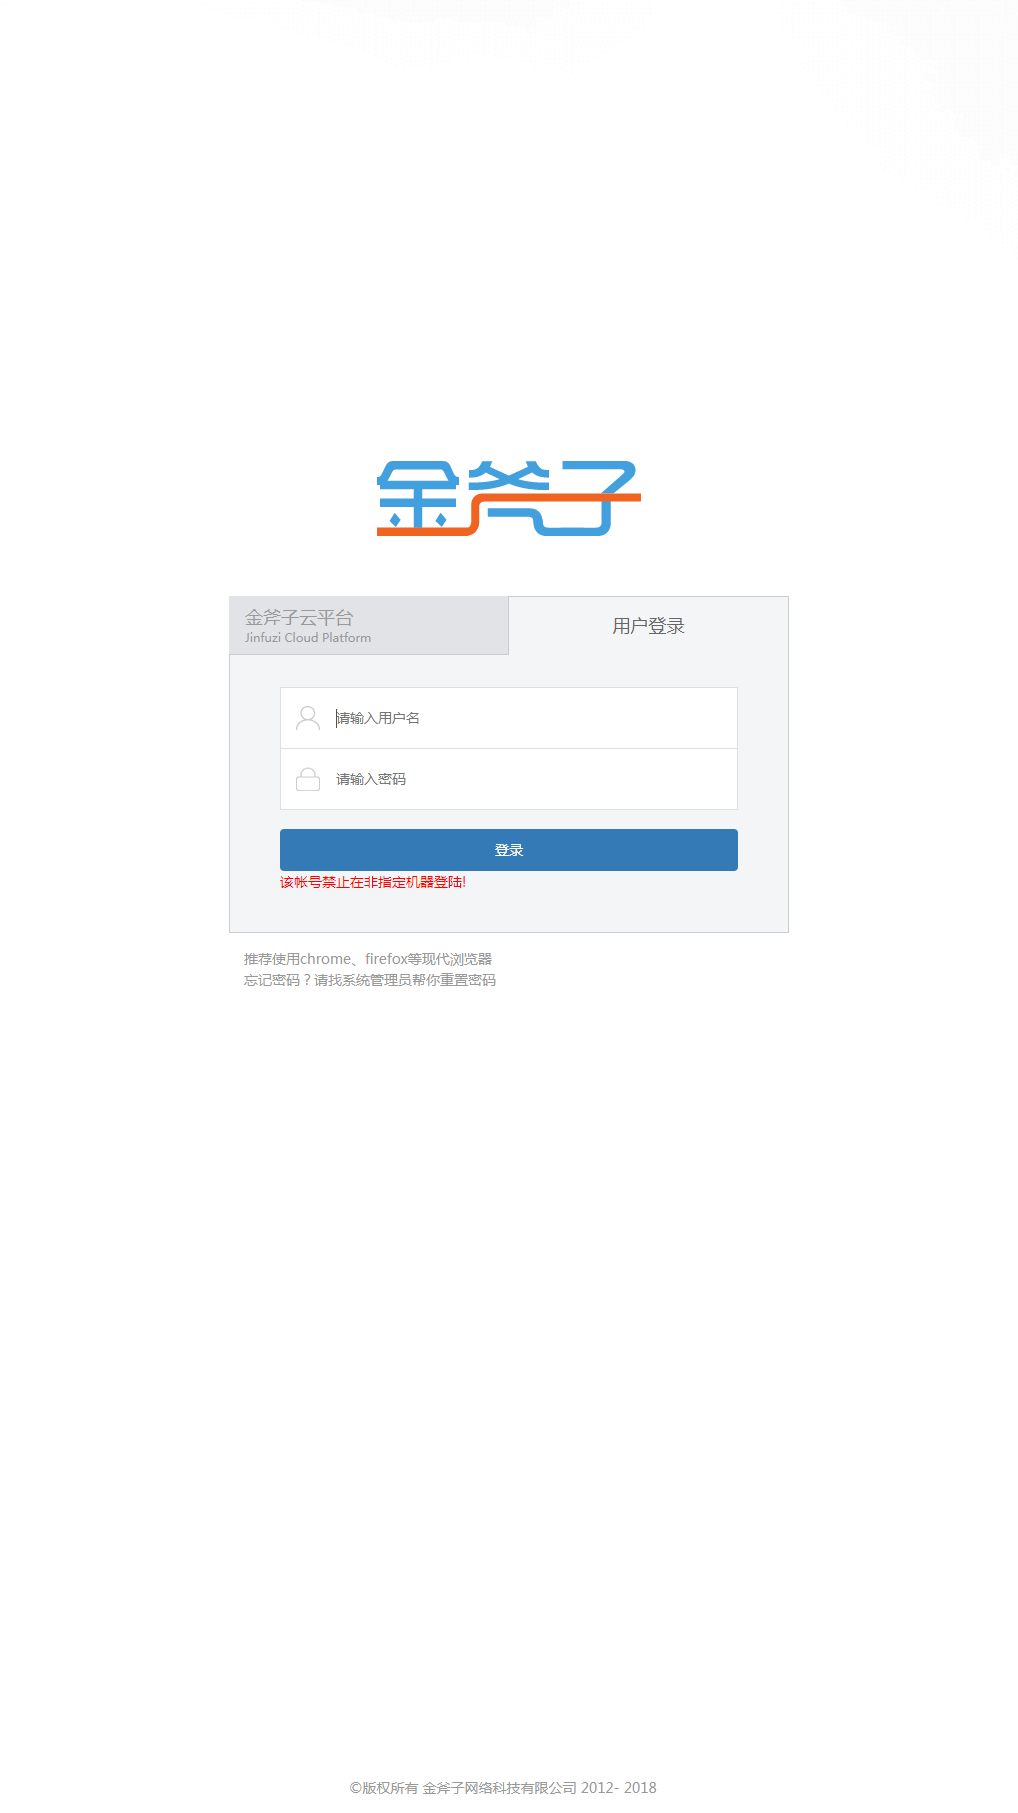 金斧子
金斧子云平台
Jinfuzi Cloud Platform
用户登录
请输入用户名
请输入密码
登录
该帐号禁止在非指定机器登陆!
推荐使用chrome、firefox等现代浏览器
忘记密码？请找系统管理员帮你重置密码
©版权所有 金斧子网络科技有限公司 2012- 2018